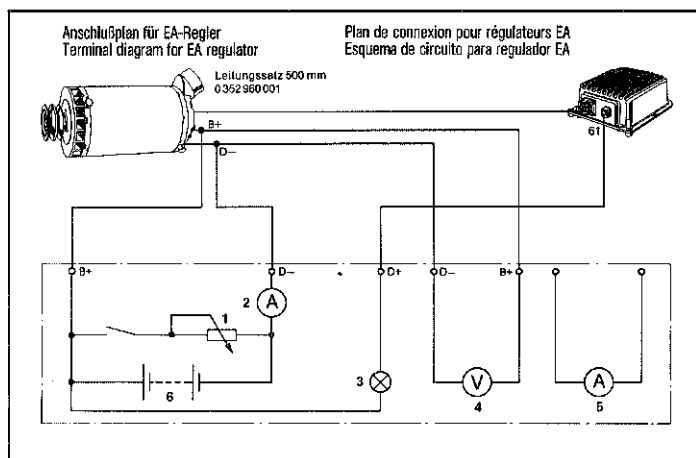 Anschlußplan für EA-Regler
Terminal diagram for EA regulator
Plan de connexion pour régulateurs EA
Esquema de circuito para regulador EA
Leitungssatz 500 mm
0 352 960 001
B+
D–
61
B+
D–
D+
D–
B+
2
A
1
3
V
A
6
4
5